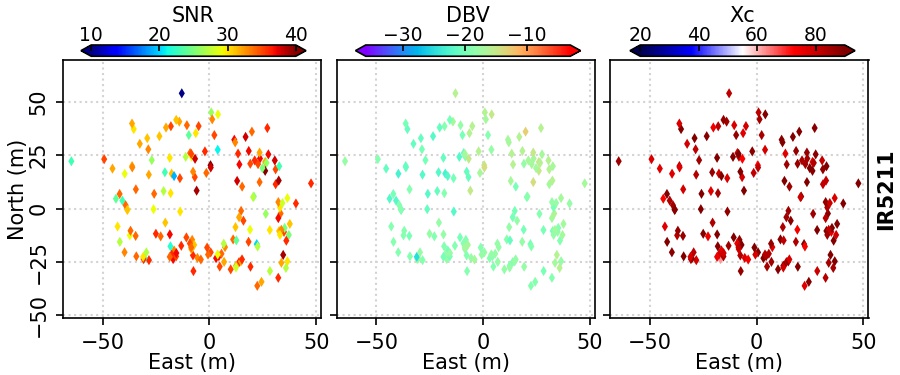 SNR DBV Xc
10 20 30 40 −30 −20 −10 20 40 60 80
50
25
0
−25
−50
North (m)
−50 0 50 −50 0 50 −50 0 50
East (m) East (m) East (m)
IR5211